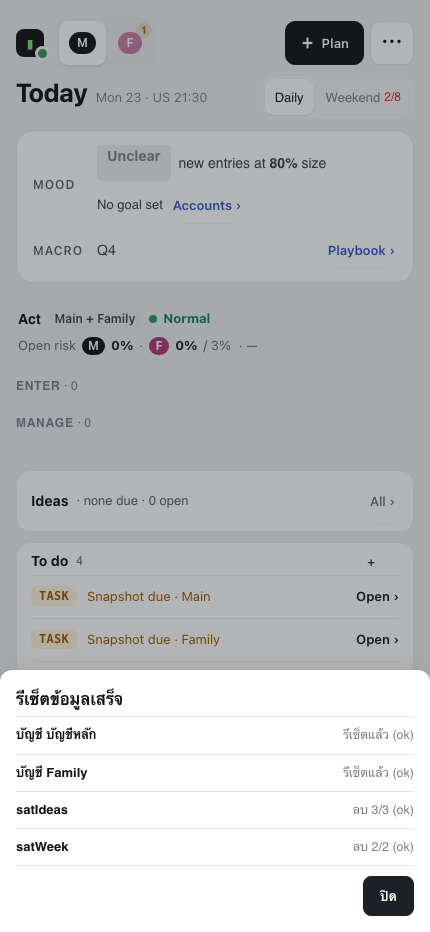 M F 1 + Plan •••
Today Mon 23 · US 21:30 Daily Weekend 2/8
MOOD Unclear new entries at 80% size
No goal set Accounts ›
MACRO Q4 Playbook ›
Act Main + Family Normal
Open risk M 0% · F 0% / 3% · —
ENTER · 0
MANAGE · 0
Ideas · none due · 0 open All ›
To do 4 +
TASK Snapshot due · Main Open ›
TASK Snapshot due · Family Open ›
รีเซ็ตข้อมูลเสร็จ
บัญชี บัญชีหลัก รีเซ็ตแล้ว (ok)
บัญชี Family รีเซ็ตแล้ว (ok)
satIdeas ลบ 3/3 (ok)
satWeek ลบ 2/2 (ok)
ปิด